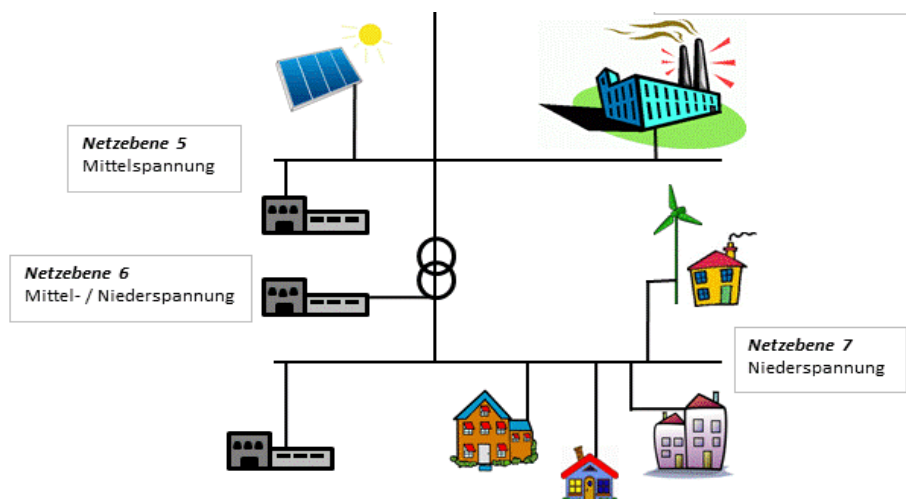 Netzebene 5
Mittelspannung
Netzebene 6
Mittel- / Niederspannung
Netzebene 7
Niederspannung